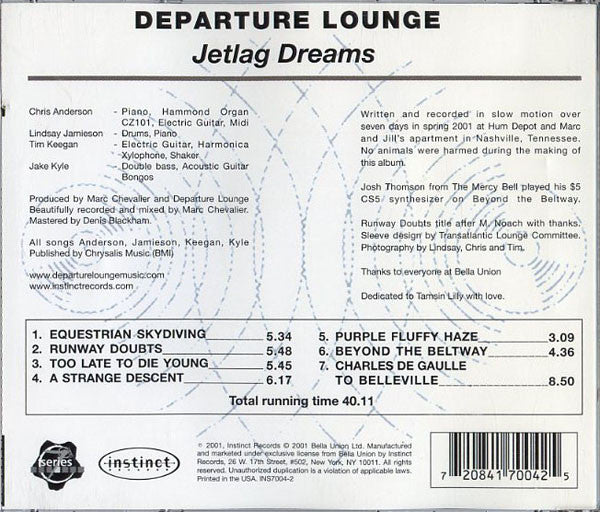 DEPARTURE LOUNGE
Jetlag Dreams
Chris Anderson - Piano, Hammond Organ
CZ101, Electric Guitar, Midi
Lindsay Jamieson - Drums, Piano
Tim Keegan - Electric Guitar, Harmonica
Xylophone, Shaker
Jake Kyle - Double bass, Acoustic Guitar
Bongos
Produced by Marc Chevalier and Departure Lounge
Beautifully recorded and mixed by Marc Chevalier.
Mastered by Denis Blackham.
All songs Anderson, Jamieson, Keegan, Kyle
Published by Chrysalis Music (BMI)
www.departureloungemusic.com
www.instinctrecords.com
Written and recorded in slow motion over
seven days in spring 2001 at Hum Depot and Marc
and Jill's apartment in Nashville, Tennessee.
No animals were harmed during the making of
this album.
Josh Thomson from The Mercy Bell played his $5
CS5 synthesizer on Beyond the Beltway.
Runway Doubts title after M. Noach with thanks.
Sleeve design by Transatlantic Lounge Committee.
Photography by Lindsay, Chris and Tim.
Thanks to everyone at Bella Union
Dedicated to Tamsin Lilly with love.
1. EQUESTRIAN SKYDIVING 5.34
2. RUNWAY DOUBTS 5.48
3. TOO LATE TO DIE YOUNG 5.45
4. A STRANGE DESCENT 6.17
5. PURPLE FLUFFY HAZE 3.09
6. BEYOND THE BELTWAY 4.36
7. CHARLES DE GAULLE
TO BELLEVILLE 8.50
Total running time 40.11
7
series
instinct
℗ 2001, Instinct Records © 2001 Bella Union Ltd. Manufactured
and marketed under exclusive license from Bella Union by Instinct
Records, 26 W. 17th Street, #502, New York, NY 10011. All rights
reserved. Unauthorized duplication is a violation of applicable laws.
Printed in the USA. INS7004-2
7 20841 70042 5